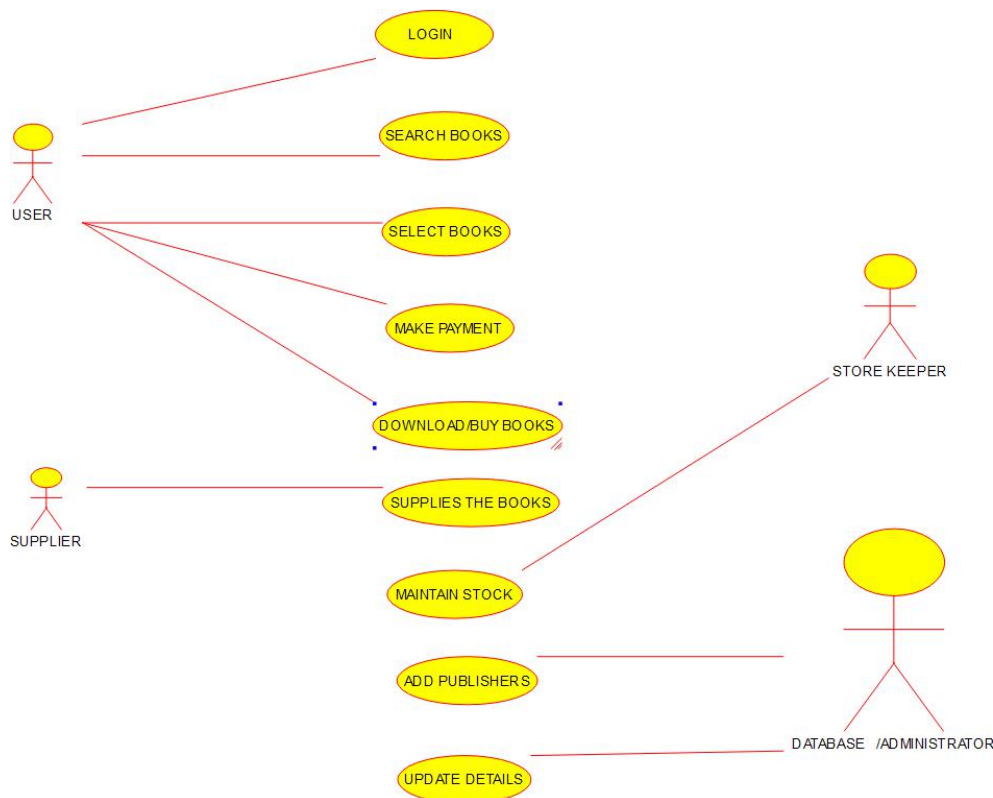 LOGIN
SEARCH BOOKS
USER
SELECT BOOKS
MAKE PAYMENT
STORE KEEPER
DOWNLOAD/BUY BOOKS
SUPPLIES THE BOOKS
SUPPLIER
MAINTAIN STOCK
ADD PUBLISHERS
DATABASE /ADMINISTRATOR
UPDATE DETAILS